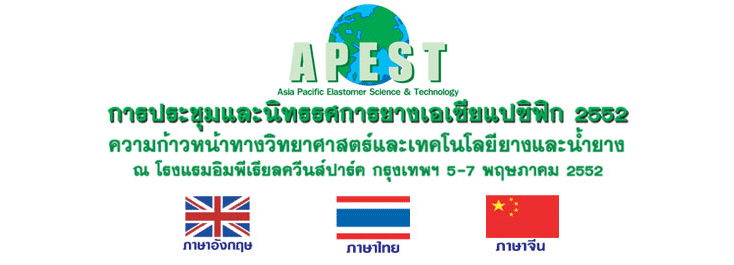 APEST
Asia Pacific Elastomer Science & Technology
การประชุมและนิทรรศการยางเอเซียแปซิฟิก 2552
ความก้าวหน้าทางวิทยาศาสตร์และเทคโนโลยียางและน้ำยาง
ณ โรงแรมอิมพีเรียลควีนส์ปาร์ค กรุงเทพฯ 5-7 พฤษภาคม 2552
ภาษาอังกฤษ ภาษาไทย ภาษาจีน